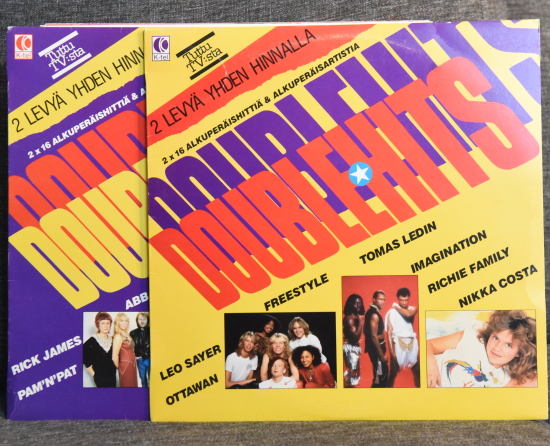 K-tel
Tuttu
TV:stä
2 LEVYÄ YHDEN HINN
2 x 16 ALKUPERÄISHITTIÄ & A
DOUB
PAM'N'PAT
RICK JAMES
ABB
K-tel
Tuttu
TV:stä
2 LEVYÄ YHDEN HINNALLA
2 x 16 ALKUPERÄISHITTIÄ & ALKUPERÄISARTISTIA
DOUBLEHITS
DOUBLEHITS
LEO SAYER
OTTAWAN
FREESTYLE
TOMAS LEDIN
IMAGINATION
RICHIE FAMILY
NIKKA COSTA